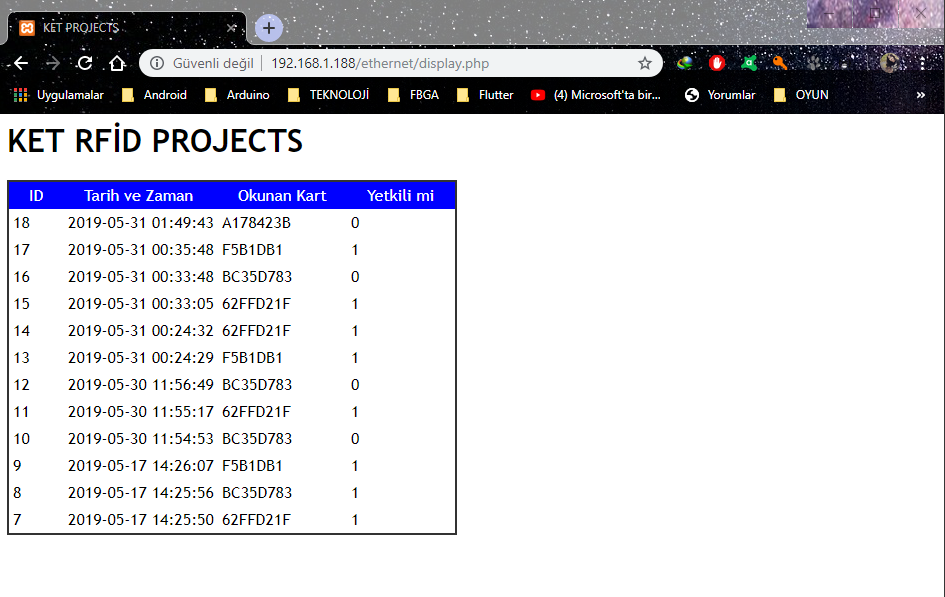 KET PROJECTS
Güvenli değil 192.168.1.188/ethernet/display.php
Uygulamalar Android Arduino TEKNOLOJİ FBGA Flutter (4) Microsoft'ta bir... Yorumlar OYUN »
KET RFİD PROJECTS
ID Tarih ve Zaman Okunan Kart Yetkili mi
18 2019-05-31 01:49:43 A178423B 0
17 2019-05-31 00:35:48 F5B1DB1 1
16 2019-05-31 00:33:48 BC35D783 0
15 2019-05-31 00:33:05 62FFD21F 1
14 2019-05-31 00:24:32 62FFD21F 1
13 2019-05-31 00:24:29 F5B1DB1 1
12 2019-05-30 11:56:49 BC35D783 0
11 2019-05-30 11:55:17 62FFD21F 1
10 2019-05-30 11:54:53 BC35D783 0
9 2019-05-17 14:26:07 F5B1DB1 1
8 2019-05-17 14:25:56 BC35D783 1
7 2019-05-17 14:25:50 62FFD21F 1